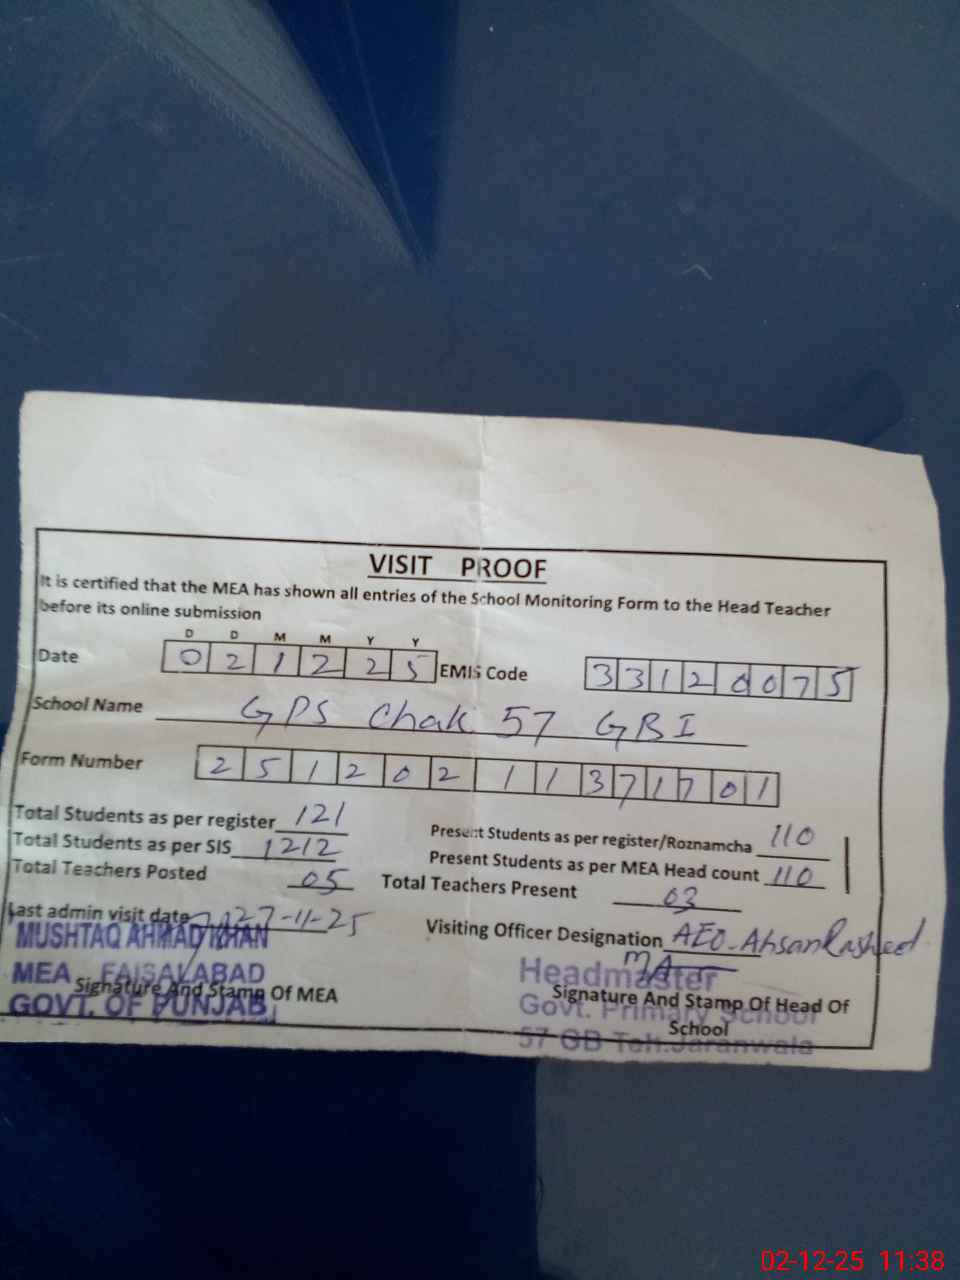 VISIT PROOF
It is certified that the MEA has shown all entries of the School Monitoring Form to the Head Teacher
before its online submission
D D M M Y Y
Date 0 2 1 2 2 5 EMIS Code 3 3 1 2 0 0 7 5
School Name GPS Chak 57 GB I
Form Number 2 5 1 2 0 2 1 1 3 7 1 7 0 1
Total Students as per register 121 Present Students as per register/Roznamcha 110
Total Students as per SIS 1212 Present Students as per MEA Head count 110
Total Teachers Posted 05 Total Teachers Present 03
Last admin visit date 27-11-25 Visiting Officer Designation AEO-Ahsan Rasheed
MUSHTAQ AHMAD KHAN
MEA FAISALABAD
GOVT. OF PUNJAB
Signature And Stamp Of MEA
Headmaster
Govt. Primary School
57 GB Teh. Jaranwala
Signature And Stamp Of Head Of
School
02-12-25 11:38